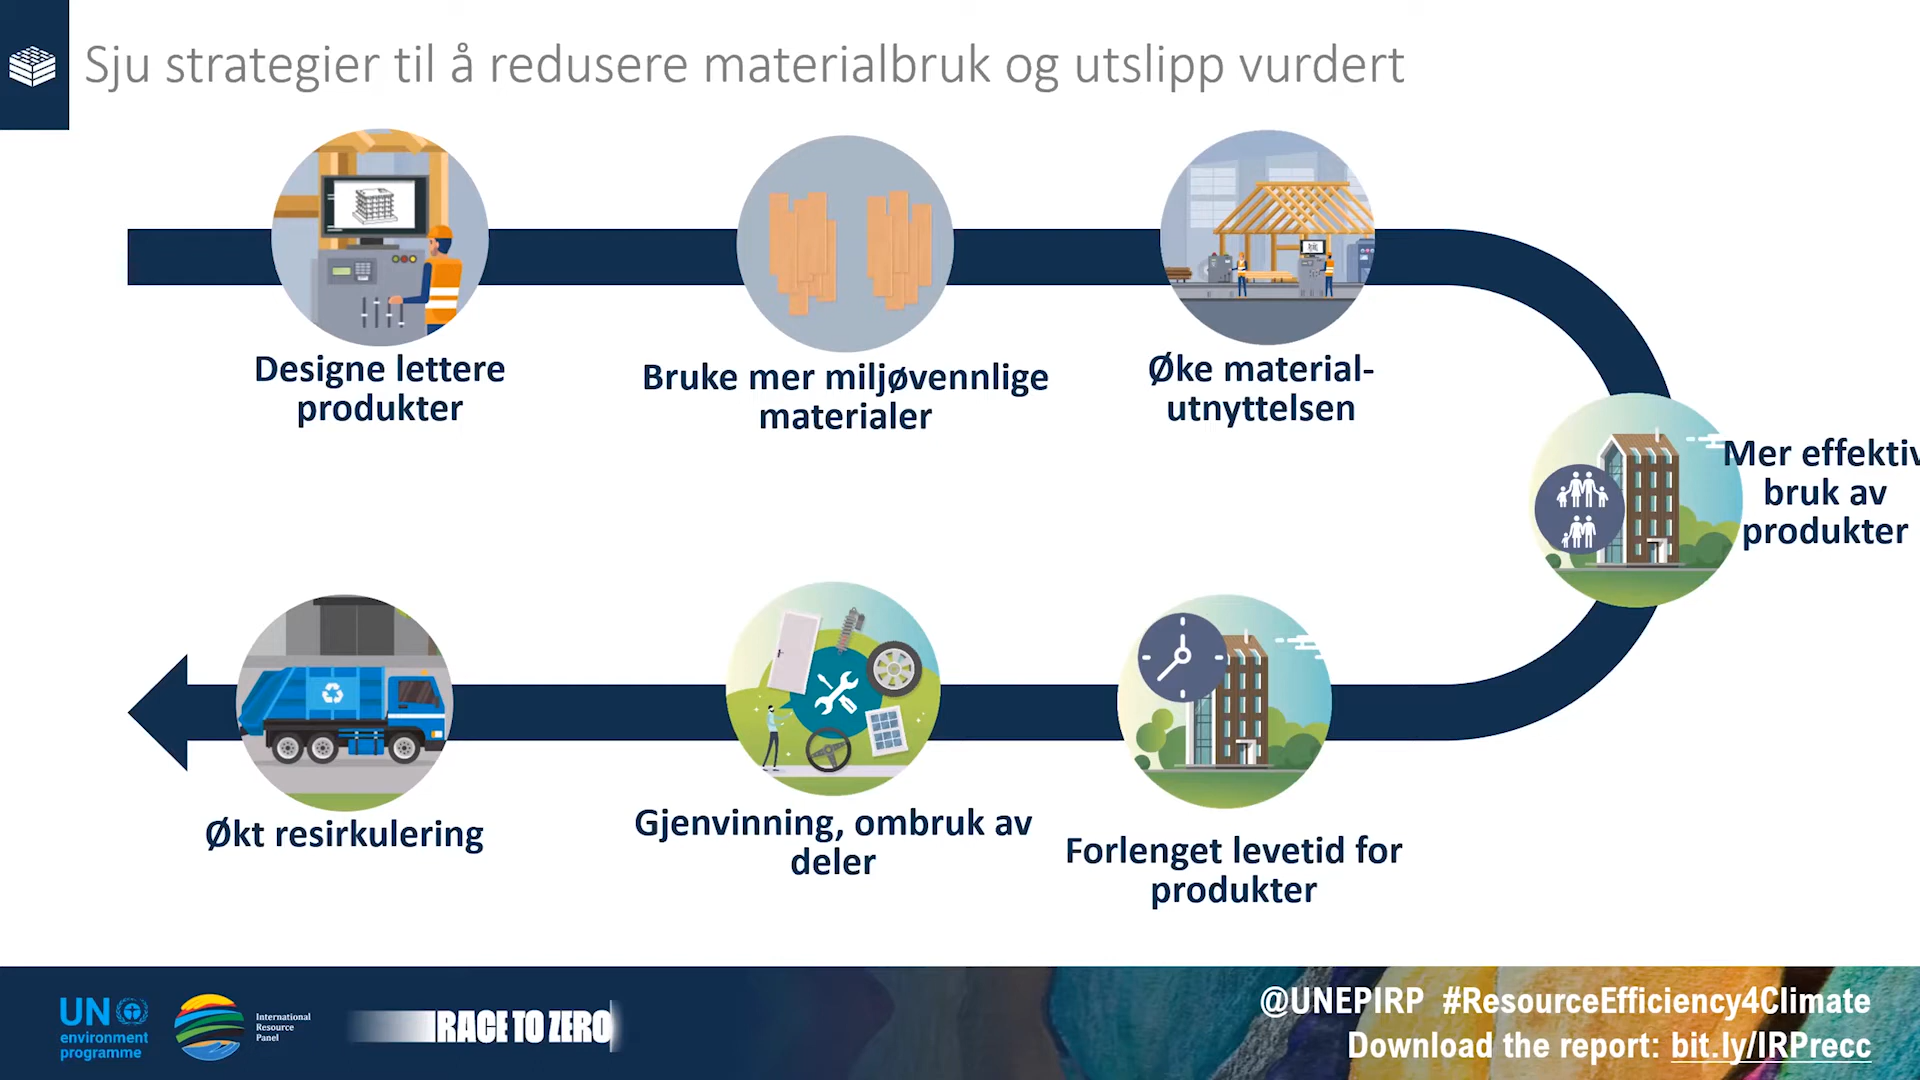 Sju strategier til å redusere materialbruk og utslipp vurdert
Designe lettere
produkter
Bruke mer miljøvennlige
materialer
Øke material-
utnyttelsen
Mer effektiv
bruk av
produkter
Økt resirkulering
Gjenvinning, ombruk av
deler
Forlenget levetid for
produkter
UN
environment
programme
International
Resource
Panel
RACE TO ZERO
@UNEPIRP #ResourceEfficiency4Climate
Download the report: bit.ly/IRPrecc